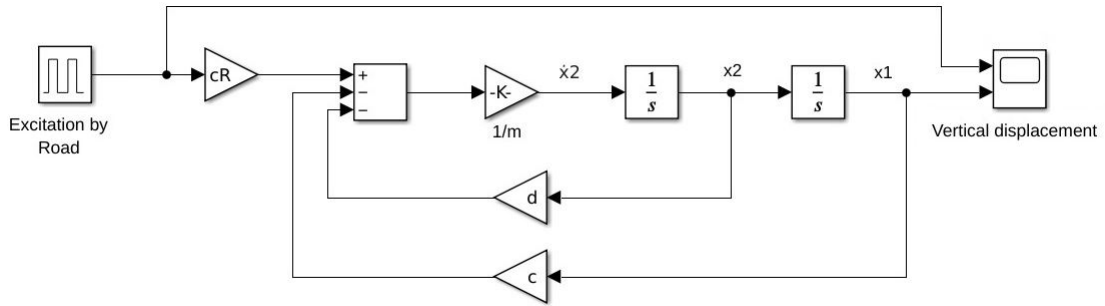 cR
+
−
−
-K-
1/m
ẋ2
1
s
x2
1
s
x1
Excitation by
Road
Vertical displacement
d
c